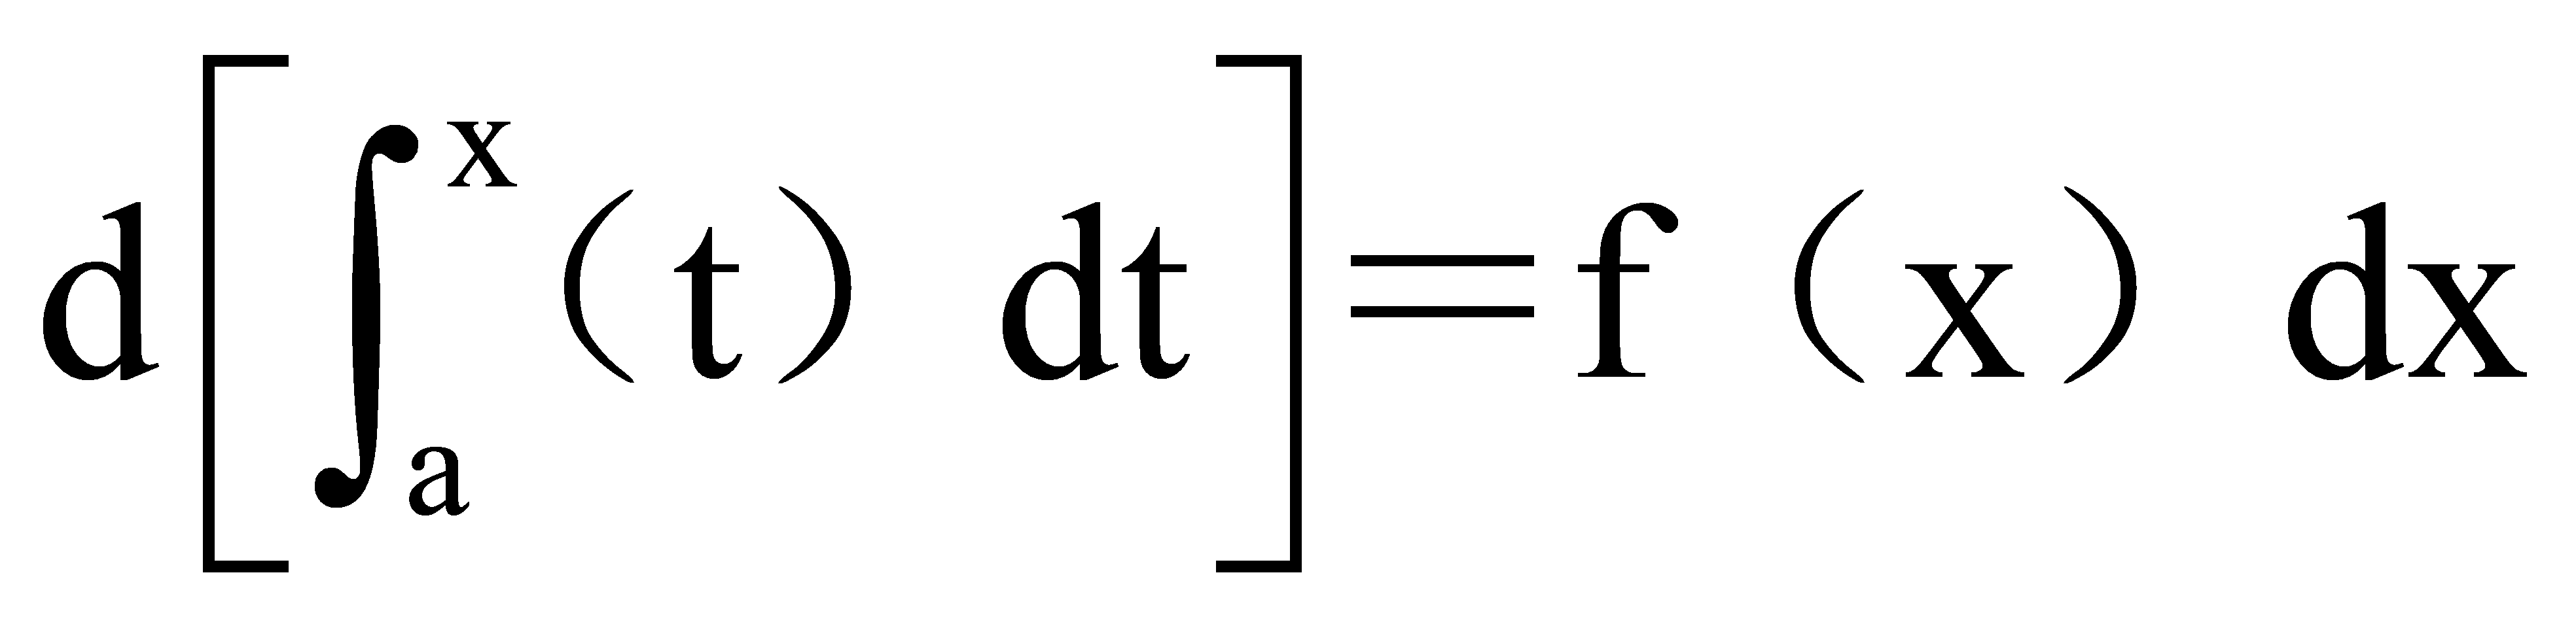 d[∫ₐˣ(t) dt]=f (x) dx